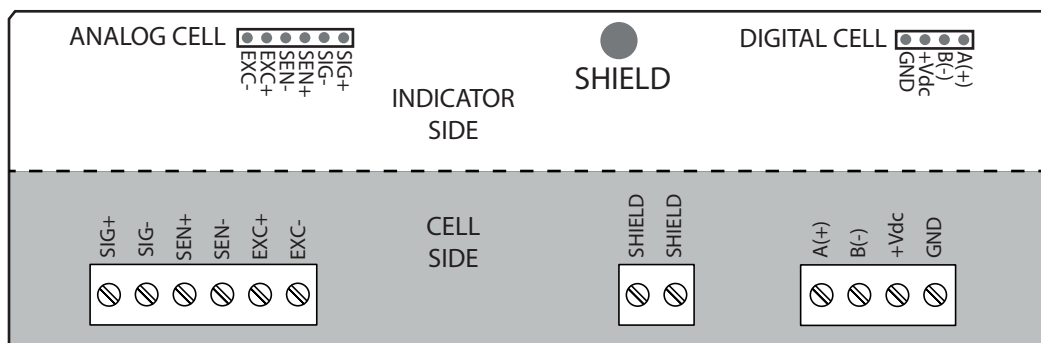 ANALOG CELL
EXC-
EXC+
SEN-
SEN+
SIG-
SIG+
SHIELD
DIGITAL CELL
GND
+Vdc
B(-)
A(+)
INDICATOR
SIDE
CELL
SIDE
SIG+
SIG-
SEN+
SEN-
EXC+
EXC-
SHIELD
SHIELD
A(+)
B(-)
+Vdc
GND